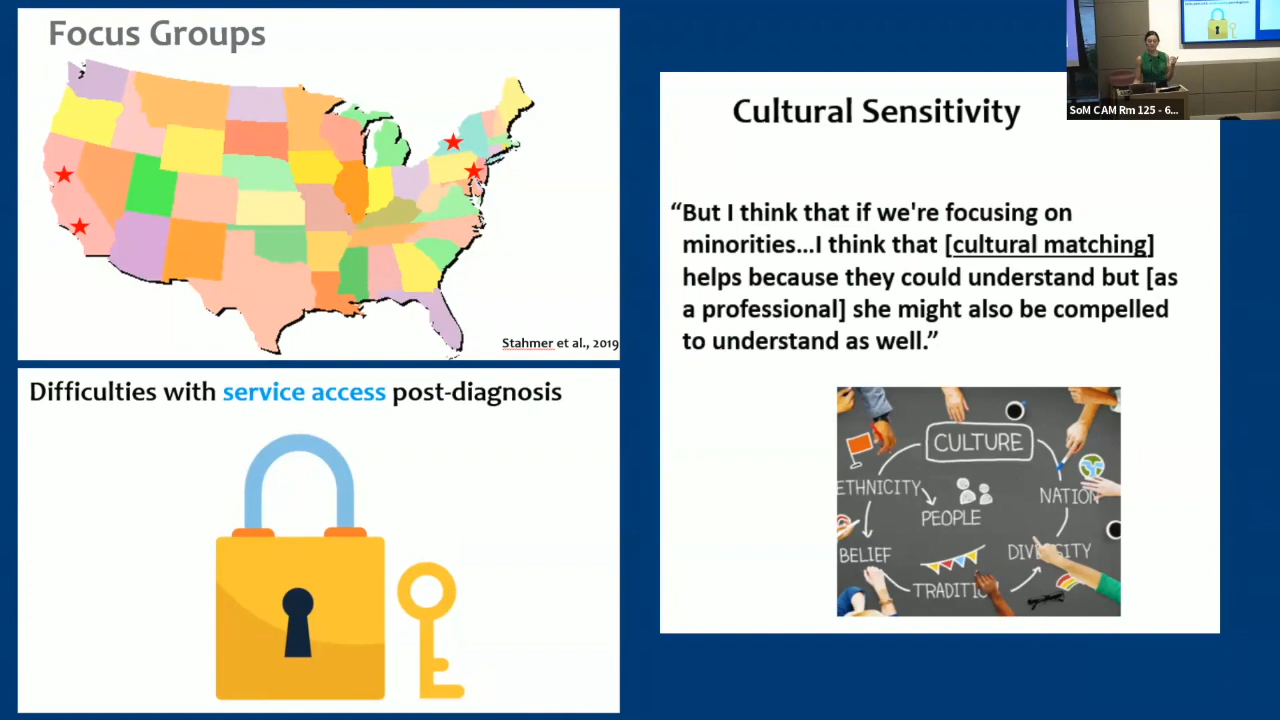 Focus Groups
Stahmer et al., 2019
Difficulties with service access post-diagnosis
SoM CAM Rm 125 - 6...
Cultural Sensitivity
“But I think that if we're focusing on
minorities...I think that [cultural matching]
helps because they could understand but [as
a professional] she might also be compelled
to understand as well.”
CULTURE
ETHNICITY
NATION
PEOPLE
BELIEF
DIVERSITY